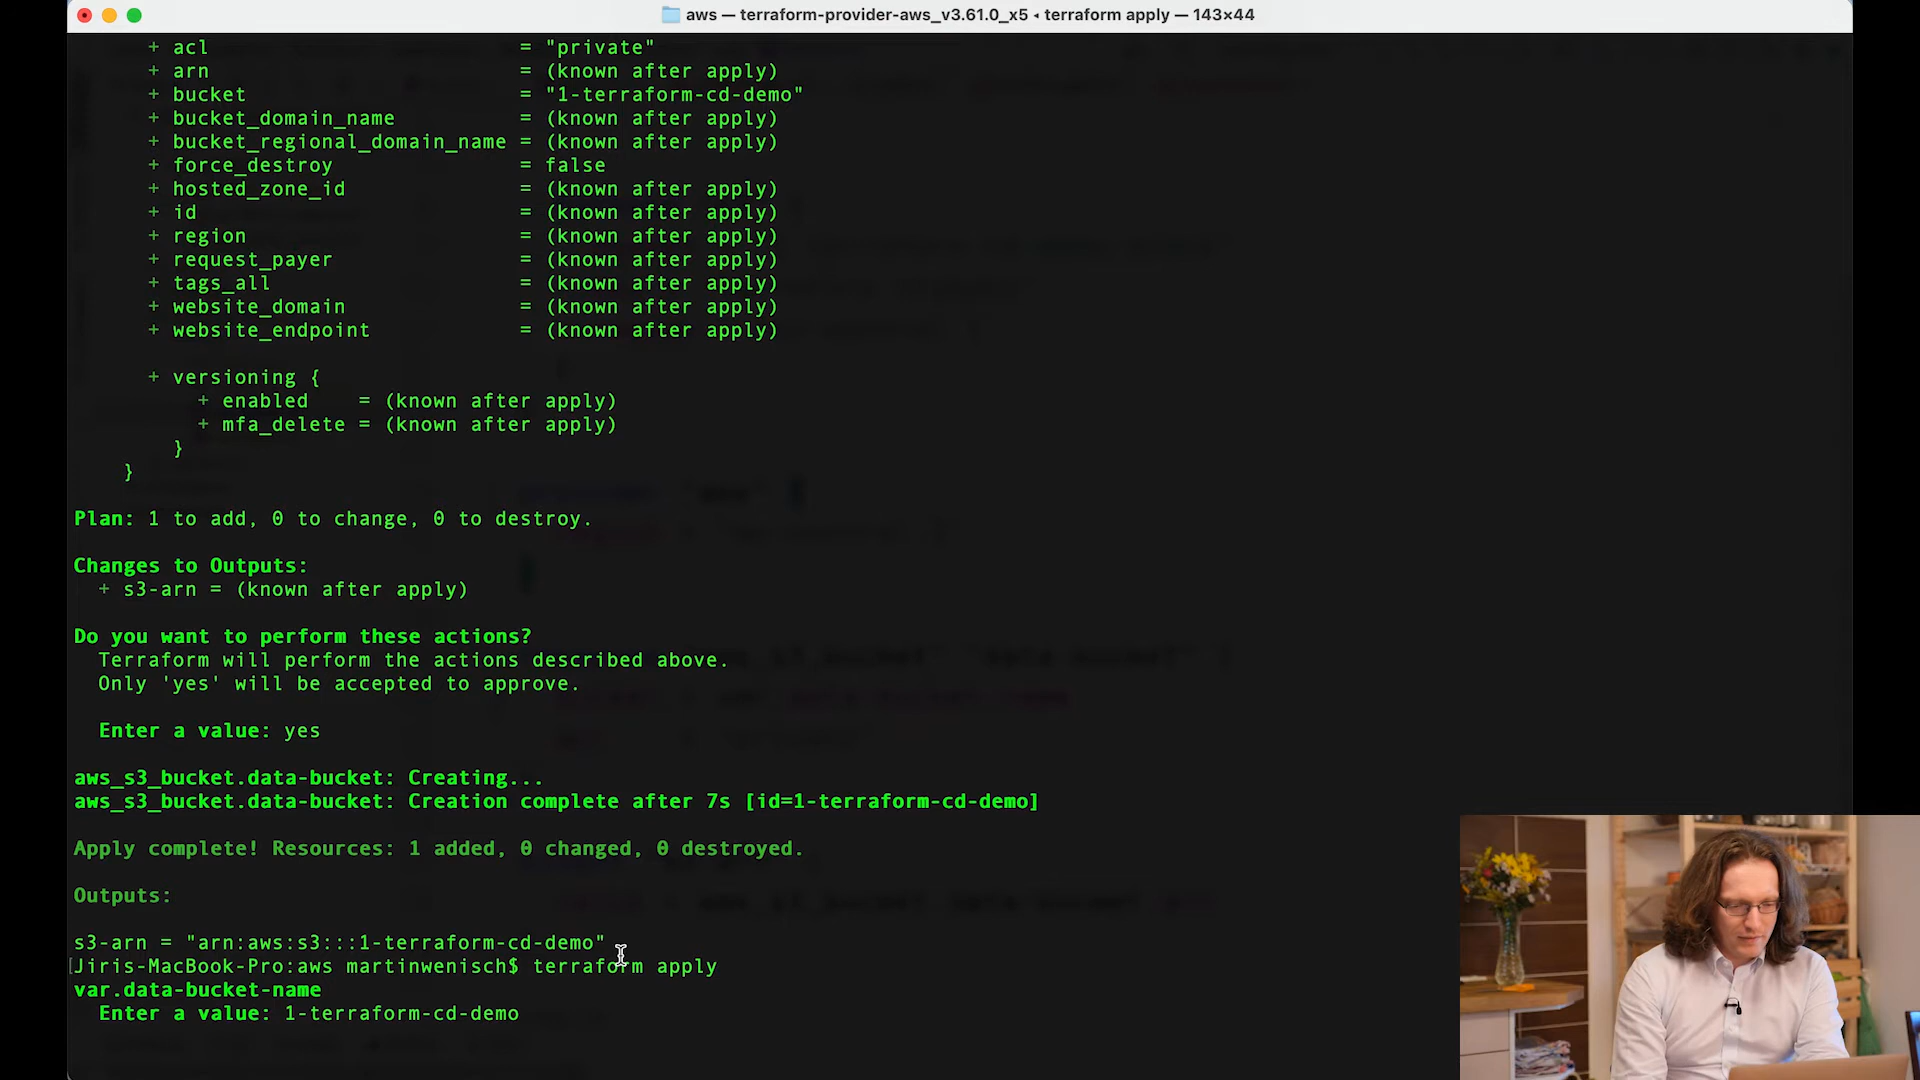 aws — terraform-provider-aws_v3.61.0_x5 ◂ terraform apply — 143×44
+ acl = "private"
+ arn = (known after apply)
+ bucket = "1-terraform-cd-demo"
+ bucket_domain_name = (known after apply)
+ bucket_regional_domain_name = (known after apply)
+ force_destroy = false
+ hosted_zone_id = (known after apply)
+ id = (known after apply)
+ region = (known after apply)
+ request_payer = (known after apply)
+ tags_all = (known after apply)
+ website_domain = (known after apply)
+ website_endpoint = (known after apply)
+ versioning {
+ enabled = (known after apply)
+ mfa_delete = (known after apply)
}
}
Plan: 1 to add, 0 to change, 0 to destroy.
Changes to Outputs:
+ s3-arn = (known after apply)
Do you want to perform these actions?
Terraform will perform the actions described above.
Only 'yes' will be accepted to approve.
Enter a value: yes
aws_s3_bucket.data-bucket: Creating...
aws_s3_bucket.data-bucket: Creation complete after 7s [id=1-terraform-cd-demo]
Apply complete! Resources: 1 added, 0 changed, 0 destroyed.
Outputs:
s3-arn = "arn:aws:s3:::1-terraform-cd-demo"
[Jiris-MacBook-Pro:aws martinwenisch$ terraform apply
var.data-bucket-name
Enter a value: 1-terraform-cd-demo